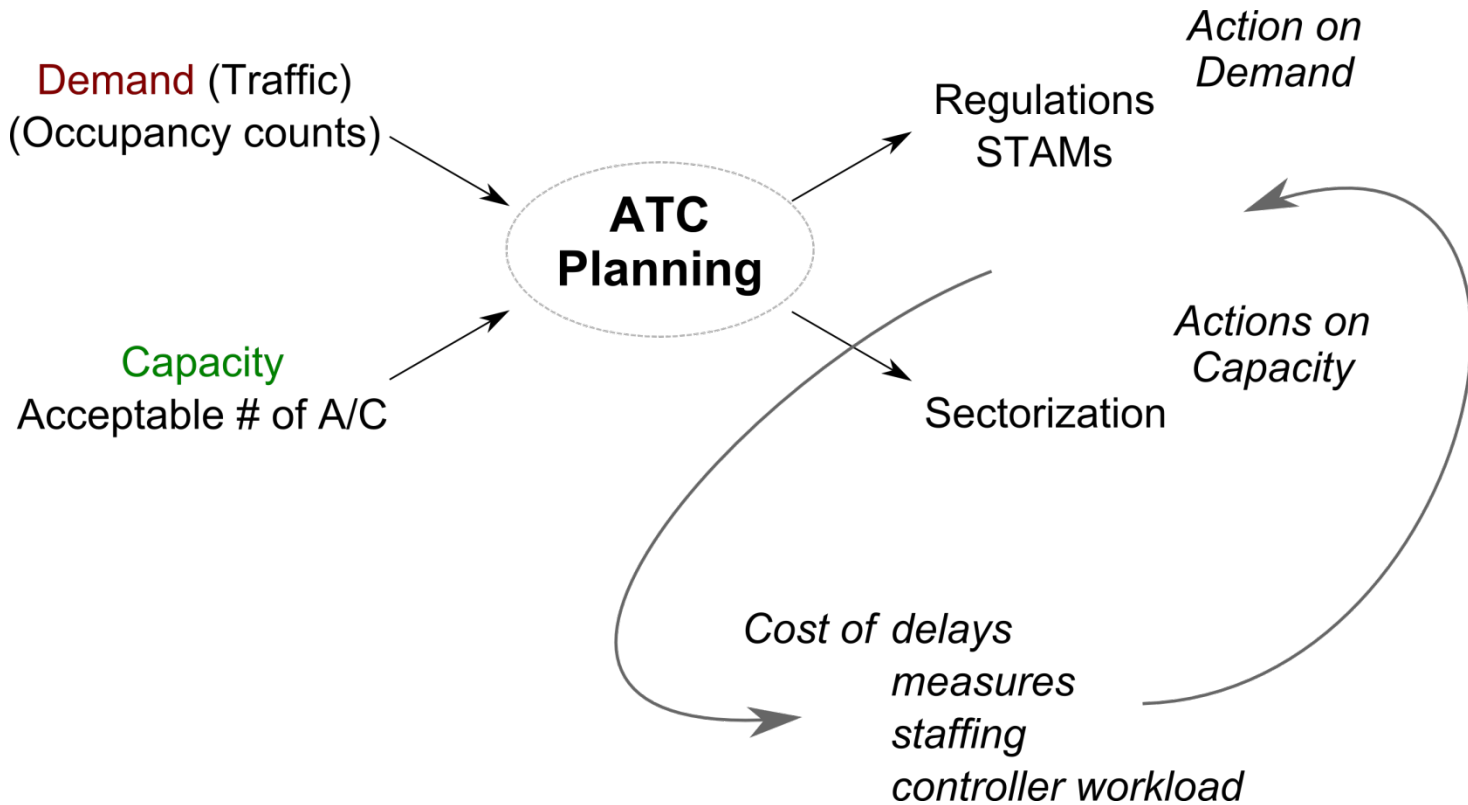 Demand (Traffic)
(Occupancy counts)
Capacity
Acceptable # of A/C
ATC
Planning
Regulations
STAMs
Action on
Demand
Sectorization
Actions on
Capacity
Cost of delays
measures
staffing
controller workload